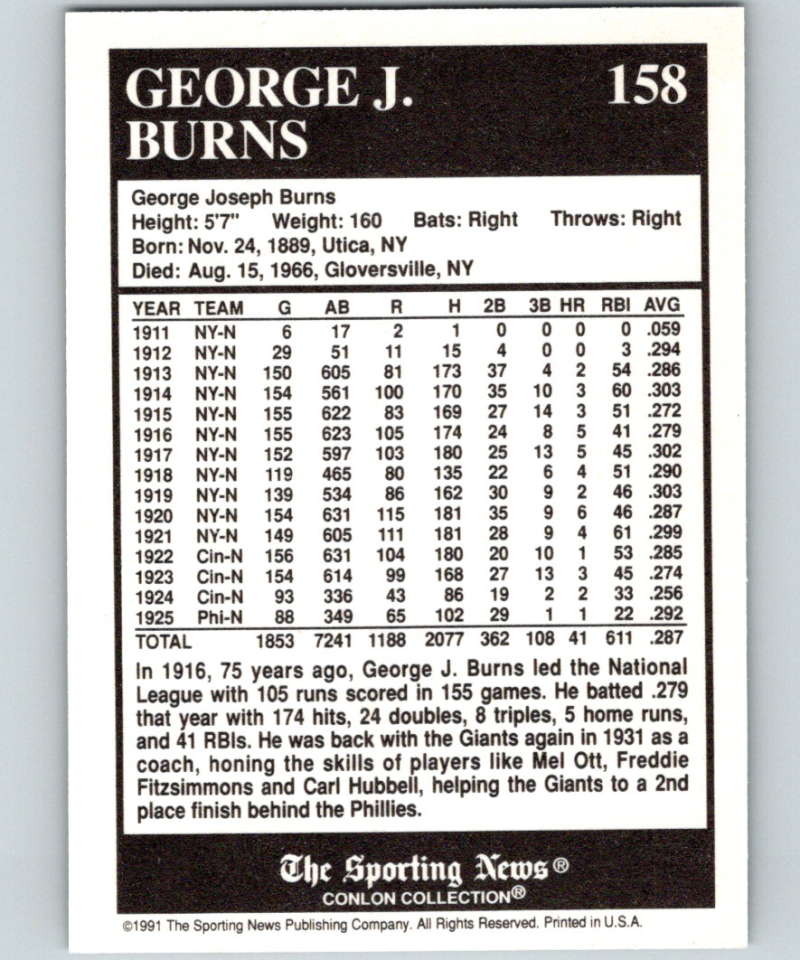 GEORGE J. 158
BURNS
George Joseph Burns
Height: 5'7" Weight: 160 Bats: Right Throws: Right
Born: Nov. 24, 1889, Utica, NY
Died: Aug. 15, 1966, Gloversville, NY
YEAR TEAM G AB R H 2B 3B HR RBI AVG
1911 NY-N 6 17 2 1 0 0 0 0 .059
1912 NY-N 29 51 11 15 4 0 0 3 .294
1913 NY-N 150 605 81 173 37 4 2 54 .286
1914 NY-N 154 561 100 170 35 10 3 60 .303
1915 NY-N 155 622 83 169 27 14 3 51 .272
1916 NY-N 155 623 105 174 24 8 5 41 .279
1917 NY-N 152 597 103 180 25 13 5 45 .302
1918 NY-N 119 465 80 135 22 6 4 51 .290
1919 NY-N 139 534 86 162 30 9 2 46 .303
1920 NY-N 154 631 115 181 35 9 6 46 .287
1921 NY-N 149 605 111 181 28 9 4 61 .299
1922 Cin-N 156 631 104 180 20 10 1 53 .285
1923 Cin-N 154 614 99 168 27 13 3 45 .274
1924 Cin-N 93 336 43 86 19 2 2 33 .256
1925 Phi-N 88 349 65 102 29 1 1 22 .292
TOTAL 1853 7241 1188 2077 362 108 41 611 .287
In 1916, 75 years ago, George J. Burns led the National
League with 105 runs scored in 155 games. He batted .279
that year with 174 hits, 24 doubles, 8 triples, 5 home runs,
and 41 RBIs. He was back with the Giants again in 1931 as a
coach, honing the skills of players like Mel Ott, Freddie
Fitzsimmons and Carl Hubbell, helping the Giants to a 2nd
place finish behind the Phillies.
The Sporting News®
CONLON COLLECTION®
©1991 The Sporting News Publishing Company. All Rights Reserved. Printed in U.S.A.